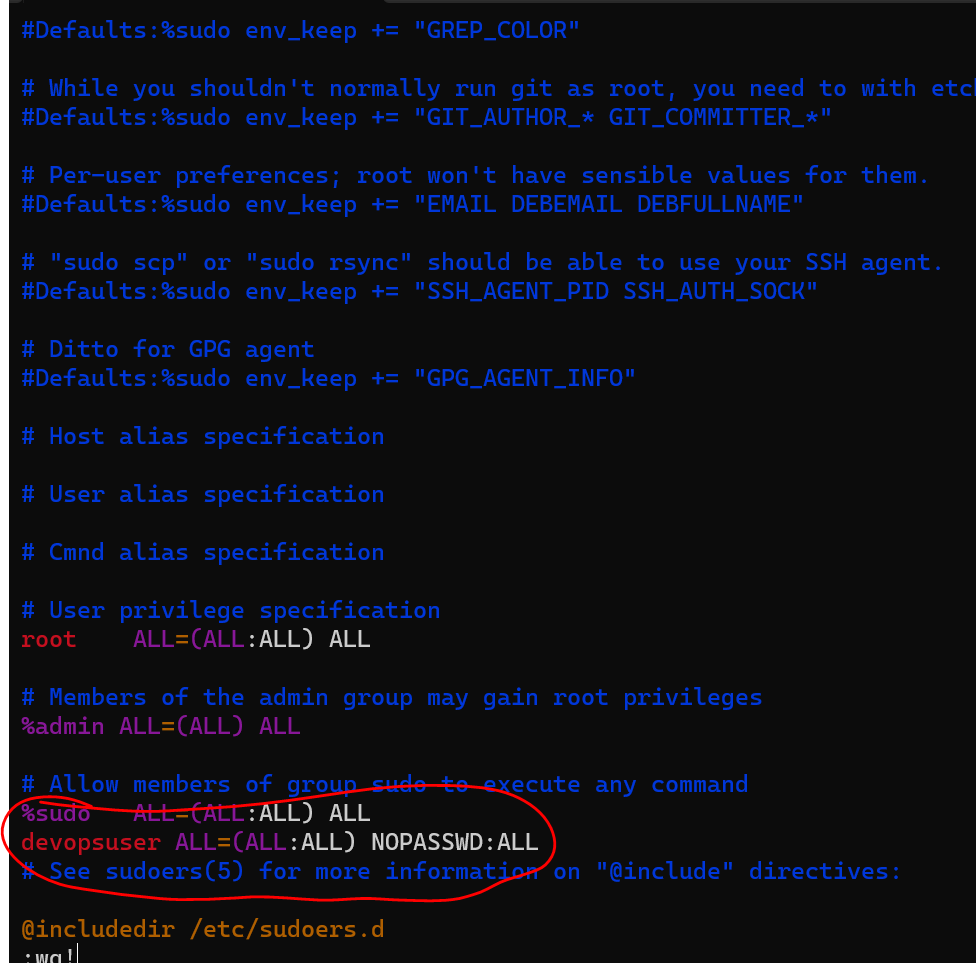 #Defaults:%sudo env_keep += "GREP_COLOR"
# While you shouldn't normally run git as root, you need to with
#Defaults:%sudo env_keep += "GIT_AUTHOR_* GIT_COMMITTER_*"
# Per-user preferences; root won't have sensible values for them.
#Defaults:%sudo env_keep += "EMAIL DEBEMAIL DEBFULLNAME"
# "sudo scp" or "sudo rsync" should be able to use your SSH agent.
#Defaults:%sudo env_keep += "SSH_AGENT_PID SSH_AUTH_SOCK"
# Ditto for GPG agent
#Defaults:%sudo env_keep += "GPG_AGENT_INFO"
# Host alias specification
# User alias specification
# Cmnd alias specification
# User privilege specification
root    ALL=(ALL:ALL) ALL
# Members of the admin group may gain root privileges
%admin ALL=(ALL) ALL
# Allow members of group sudo to execute any command
%sudo   ALL=(ALL:ALL) ALL
devopsuser ALL=(ALL:ALL) NOPASSWD:ALL
# See sudoers(5) for more information on "@include" directives:
@includedir /etc/sudoers.d
:wq!